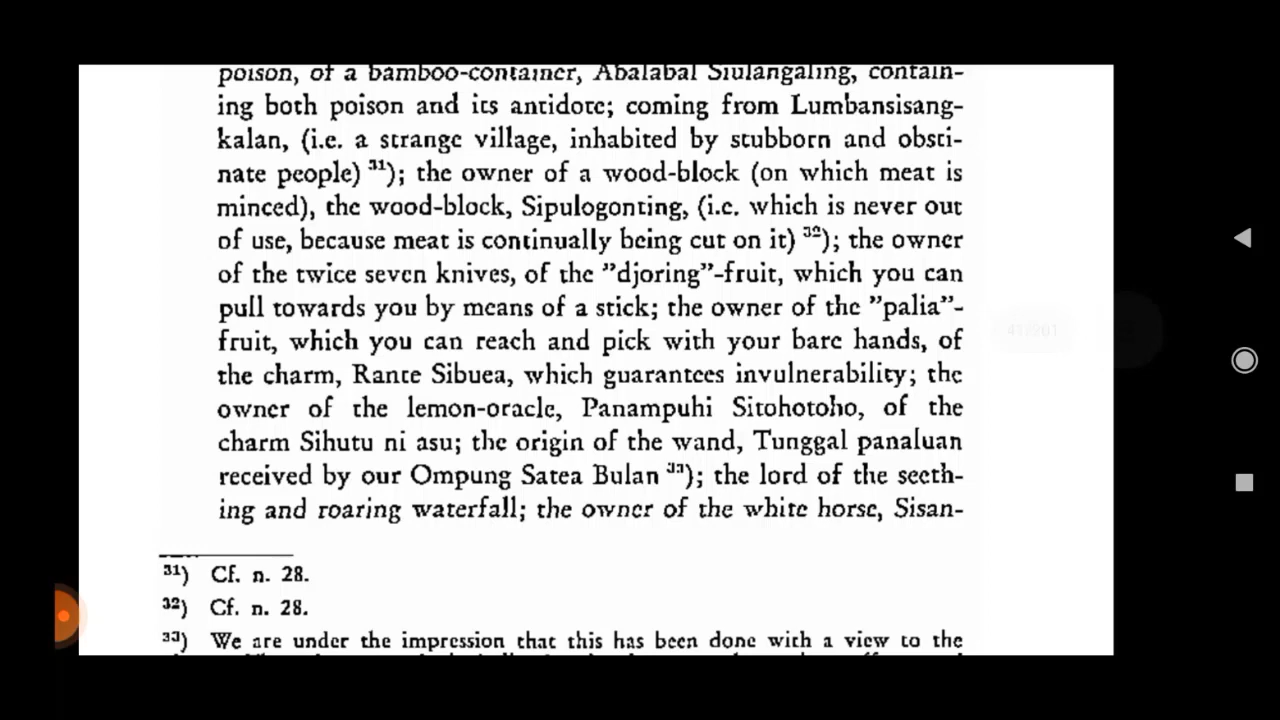 poison, of a bamboo-container, Abalabal Siulangaling, contain-
ing both poison and its antidote; coming from Lumbansisang-
kalan, (i.e. a strange village, inhabited by stubborn and obsti-
nate people) ³¹); the owner of a wood-block (on which meat is
minced), the wood-block, Sipulogonting, (i.e. which is never out
of use, because meat is continually being cut on it) ³²); the owner
of the twice seven knives, of the ”djoring”-fruit, which you can
pull towards you by means of a stick; the owner of the ”palia”-
fruit, which you can reach and pick with your bare hands, of
the charm, Rante Sibuea, which guarantees invulnerability; the
owner of the lemon-oracle, Panampuhi Sitohotoho, of the
charm Sihutu ni asu; the origin of the wand, Tunggal panaluan
received by our Ompung Satea Bulan ³³); the lord of the seeth-
ing and roaring waterfall; the owner of the white horse, Sisan-
³¹) Cf. n. 28.
³²) Cf. n. 28.
³³) We are under the impression that this has been done with a view to the